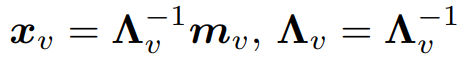 𝒙ᵥ = 𝚲ᵥ⁻¹𝒎ᵥ, 𝚲ᵥ = 𝚲ᵥ⁻¹